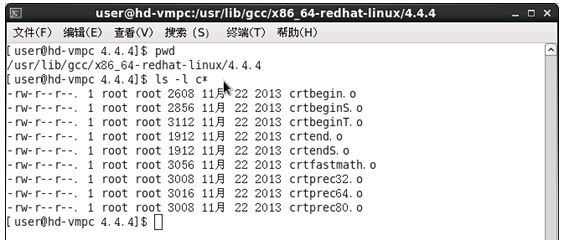 user@hd-vmpc:/usr/lib/gcc/x86_64-redhat-linux/4.4.4
文件(F) 编辑(E) 查看(V) 搜索 (S) 终端(T) 帮助(H)
[user@hd-vmpc 4.4.4]$ pwd
/usr/lib/gcc/x86_64-redhat-linux/4.4.4
[user@hd-vmpc 4.4.4]$ ls -l c*
-rw-r--r--. 1 root root 2608 11月 22 2013 crtbegin.o
-rw-r--r--. 1 root root 2856 11月 22 2013 crtbeginS.o
-rw-r--r--. 1 root root 3112 11月 22 2013 crtbeginT.o
-rw-r--r--. 1 root root 1912 11月 22 2013 crtend.o
-rw-r--r--. 1 root root 1912 11月 22 2013 crtendS.o
-rw-r--r--. 1 root root 3056 11月 22 2013 crtfastmath.o
-rw-r--r--. 1 root root 3008 11月 22 2013 crtprec32.o
-rw-r--r--. 1 root root 3016 11月 22 2013 crtprec64.o
-rw-r--r--. 1 root root 3008 11月 22 2013 crtprec80.o
[user@hd-vmpc 4.4.4]$